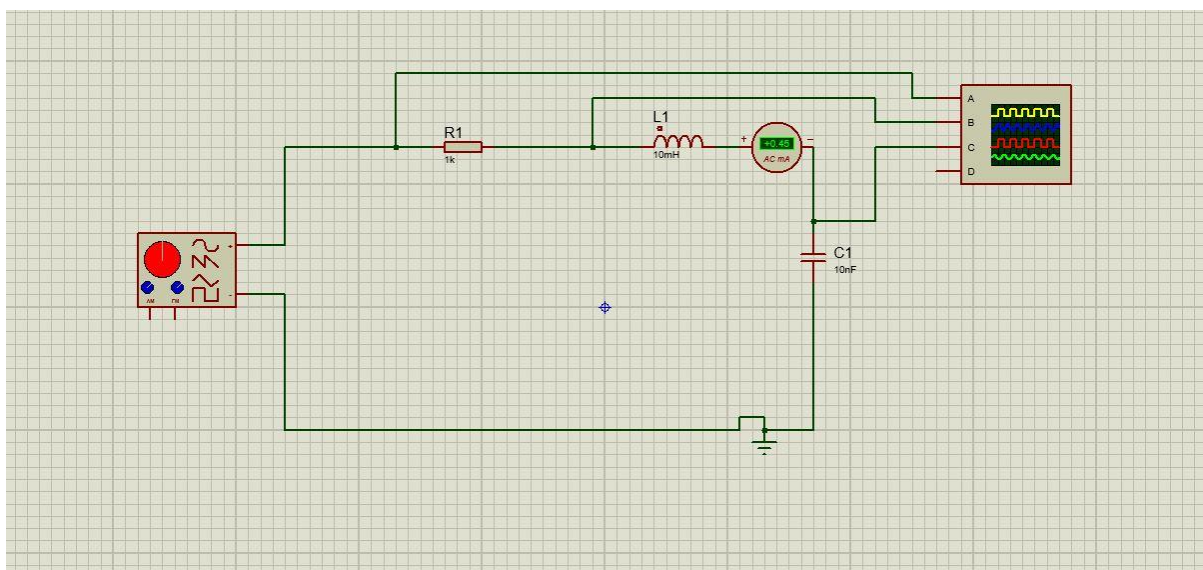 R1
1k
L1
10mH
+
-
+0.45
AC mA
A
B
C
D
+
-
AM
FM
C1
10nF